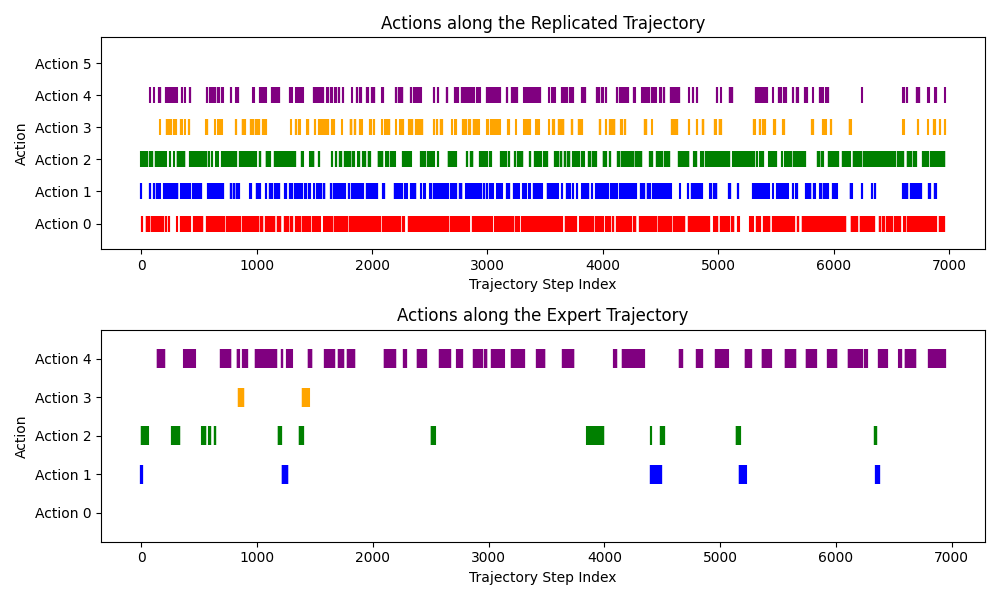 Actions along the Replicated Trajectory
Action 5
Action 4
Action 3
Action 2
Action 1
Action 0
Action
0 1000 2000 3000 4000 5000 6000 7000
Trajectory Step Index
Actions along the Expert Trajectory
Action 4
Action 3
Action 2
Action 1
Action 0
Action
0 1000 2000 3000 4000 5000 6000 7000
Trajectory Step Index